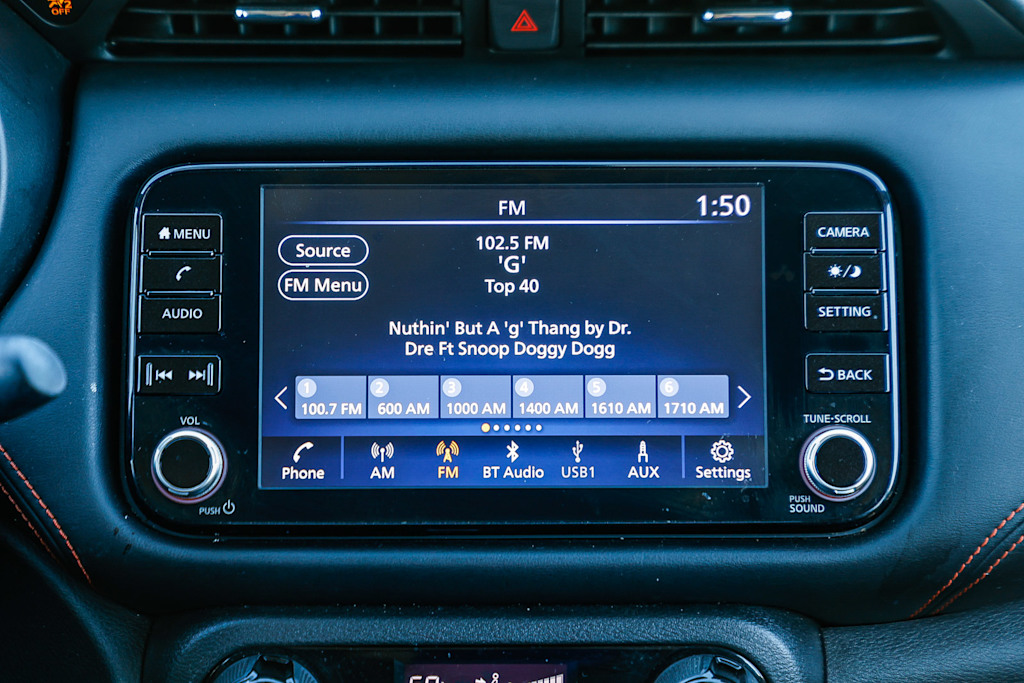 OFF
FM
1:50
MENU
AUDIO
VOL
PUSH
Source
FM Menu
102.5 FM
'G'
Top 40
Nuthin' But A 'g' Thang by Dr.
Dre Ft Snoop Doggy Dogg
1 2 3 4 5 6
100.7 FM 600 AM 1000 AM 1400 AM 1610 AM 1710 AM
Phone AM FM BT Audio USB1 AUX Settings
CAMERA
SETTING
BACK
TUNE·SCROLL
PUSH
SOUND